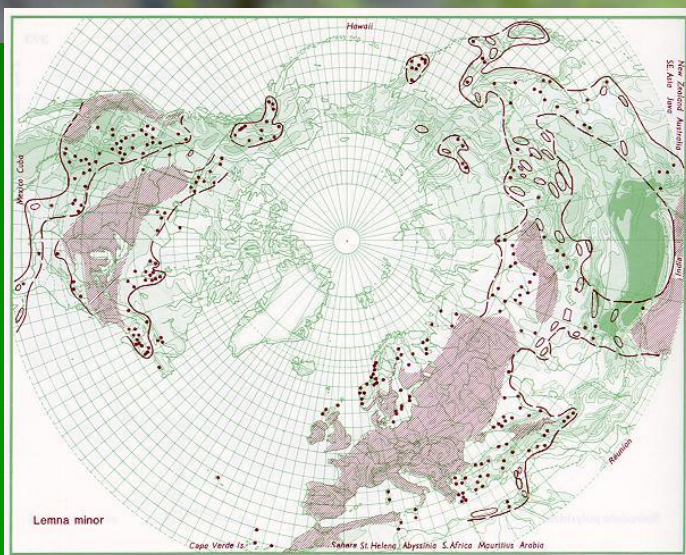 Hawaii
New Zealand Australia
SE Asia Java
Mexico Cuba
India
Réunion
Lemna minor
Cape Verde Is.
Sahara St. Helena Abyssinia S. Africa Mauritius Arabia